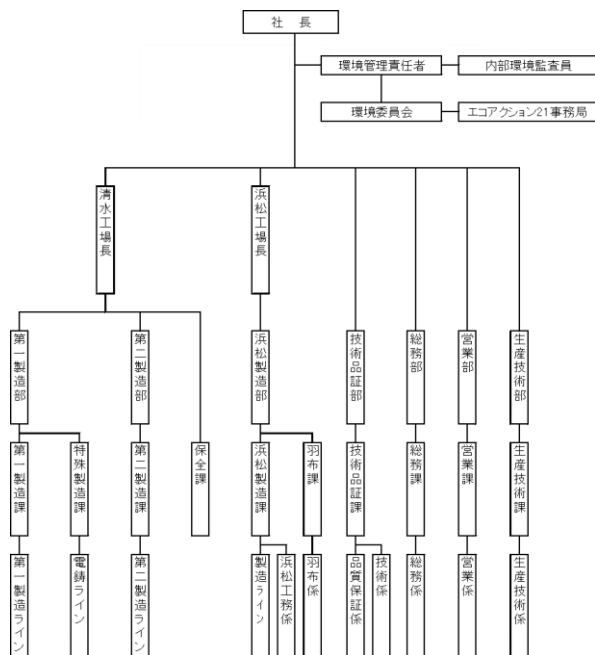 社 長
環境管理責任者
内部環境監査員
環境委員会
エコアクション21事務局
清水工場長
浜松工場長
第一製造部
第二製造部
浜松製造部
技術品証部
総務部
営業部
生産技術部
第一製造課
特殊製造課
第二製造課
保全課
浜松製造課
羽布課
技術品証課
総務課
営業課
生産技術課
第一製造ライン
電鋳ライン
第二製造ライン
製造ライン
浜松工務係
羽布係
品質保証係
技術係
総務係
営業係
生産技術係